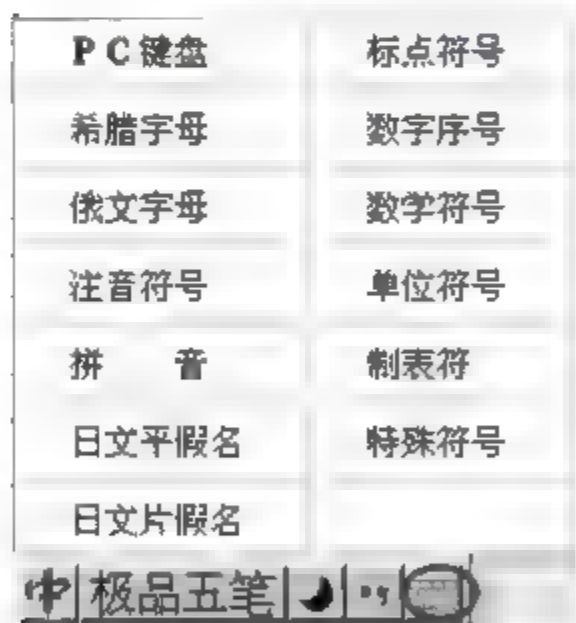 PC键盘 标点符号
希腊字母 数字序号
俄文字母 数学符号
注音符号 单位符号
拼 音 制表符
日文平假名 特殊符号
日文片假名
中 极品五笔